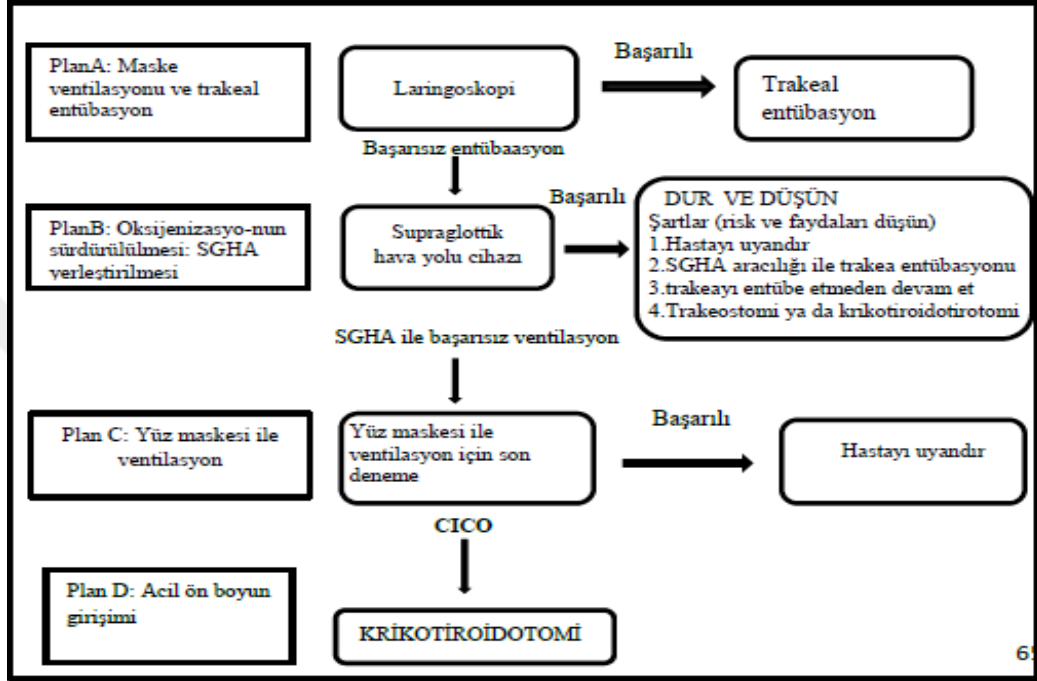 PlanA: Maske
ventilasyonu ve trakeal
entübasyon
Laringoskopi
Başarılı
Trakeal
entübasyon
Başarısız entübaasyon
PlanB: Oksijenizasyo-nun
sürdürülülmesi: SGHA
yerleştirilmesi
Supraglottik
hava yolu cihazı
Başarılı
DUR VE DÜŞÜN
Şartlar (risk ve faydaları düşün)
1.Hastayı uyandır
2.SGHA aracılığı ile trakea entübasyonu
3.trakeayı entübe etmeden devam et
4.Trakeostomi ya da krikotiroidotirotomi
SGHA ile başarısız ventilasyon
Plan C: Yüz maskesi ile
ventilasyon
Yüz maskesi ile
ventilasyon için son
deneme
Başarılı
Hastayı uyandır
CICO
Plan D: Acil ön boyun
girişimi
KRİKOTİROİDOTOMİ